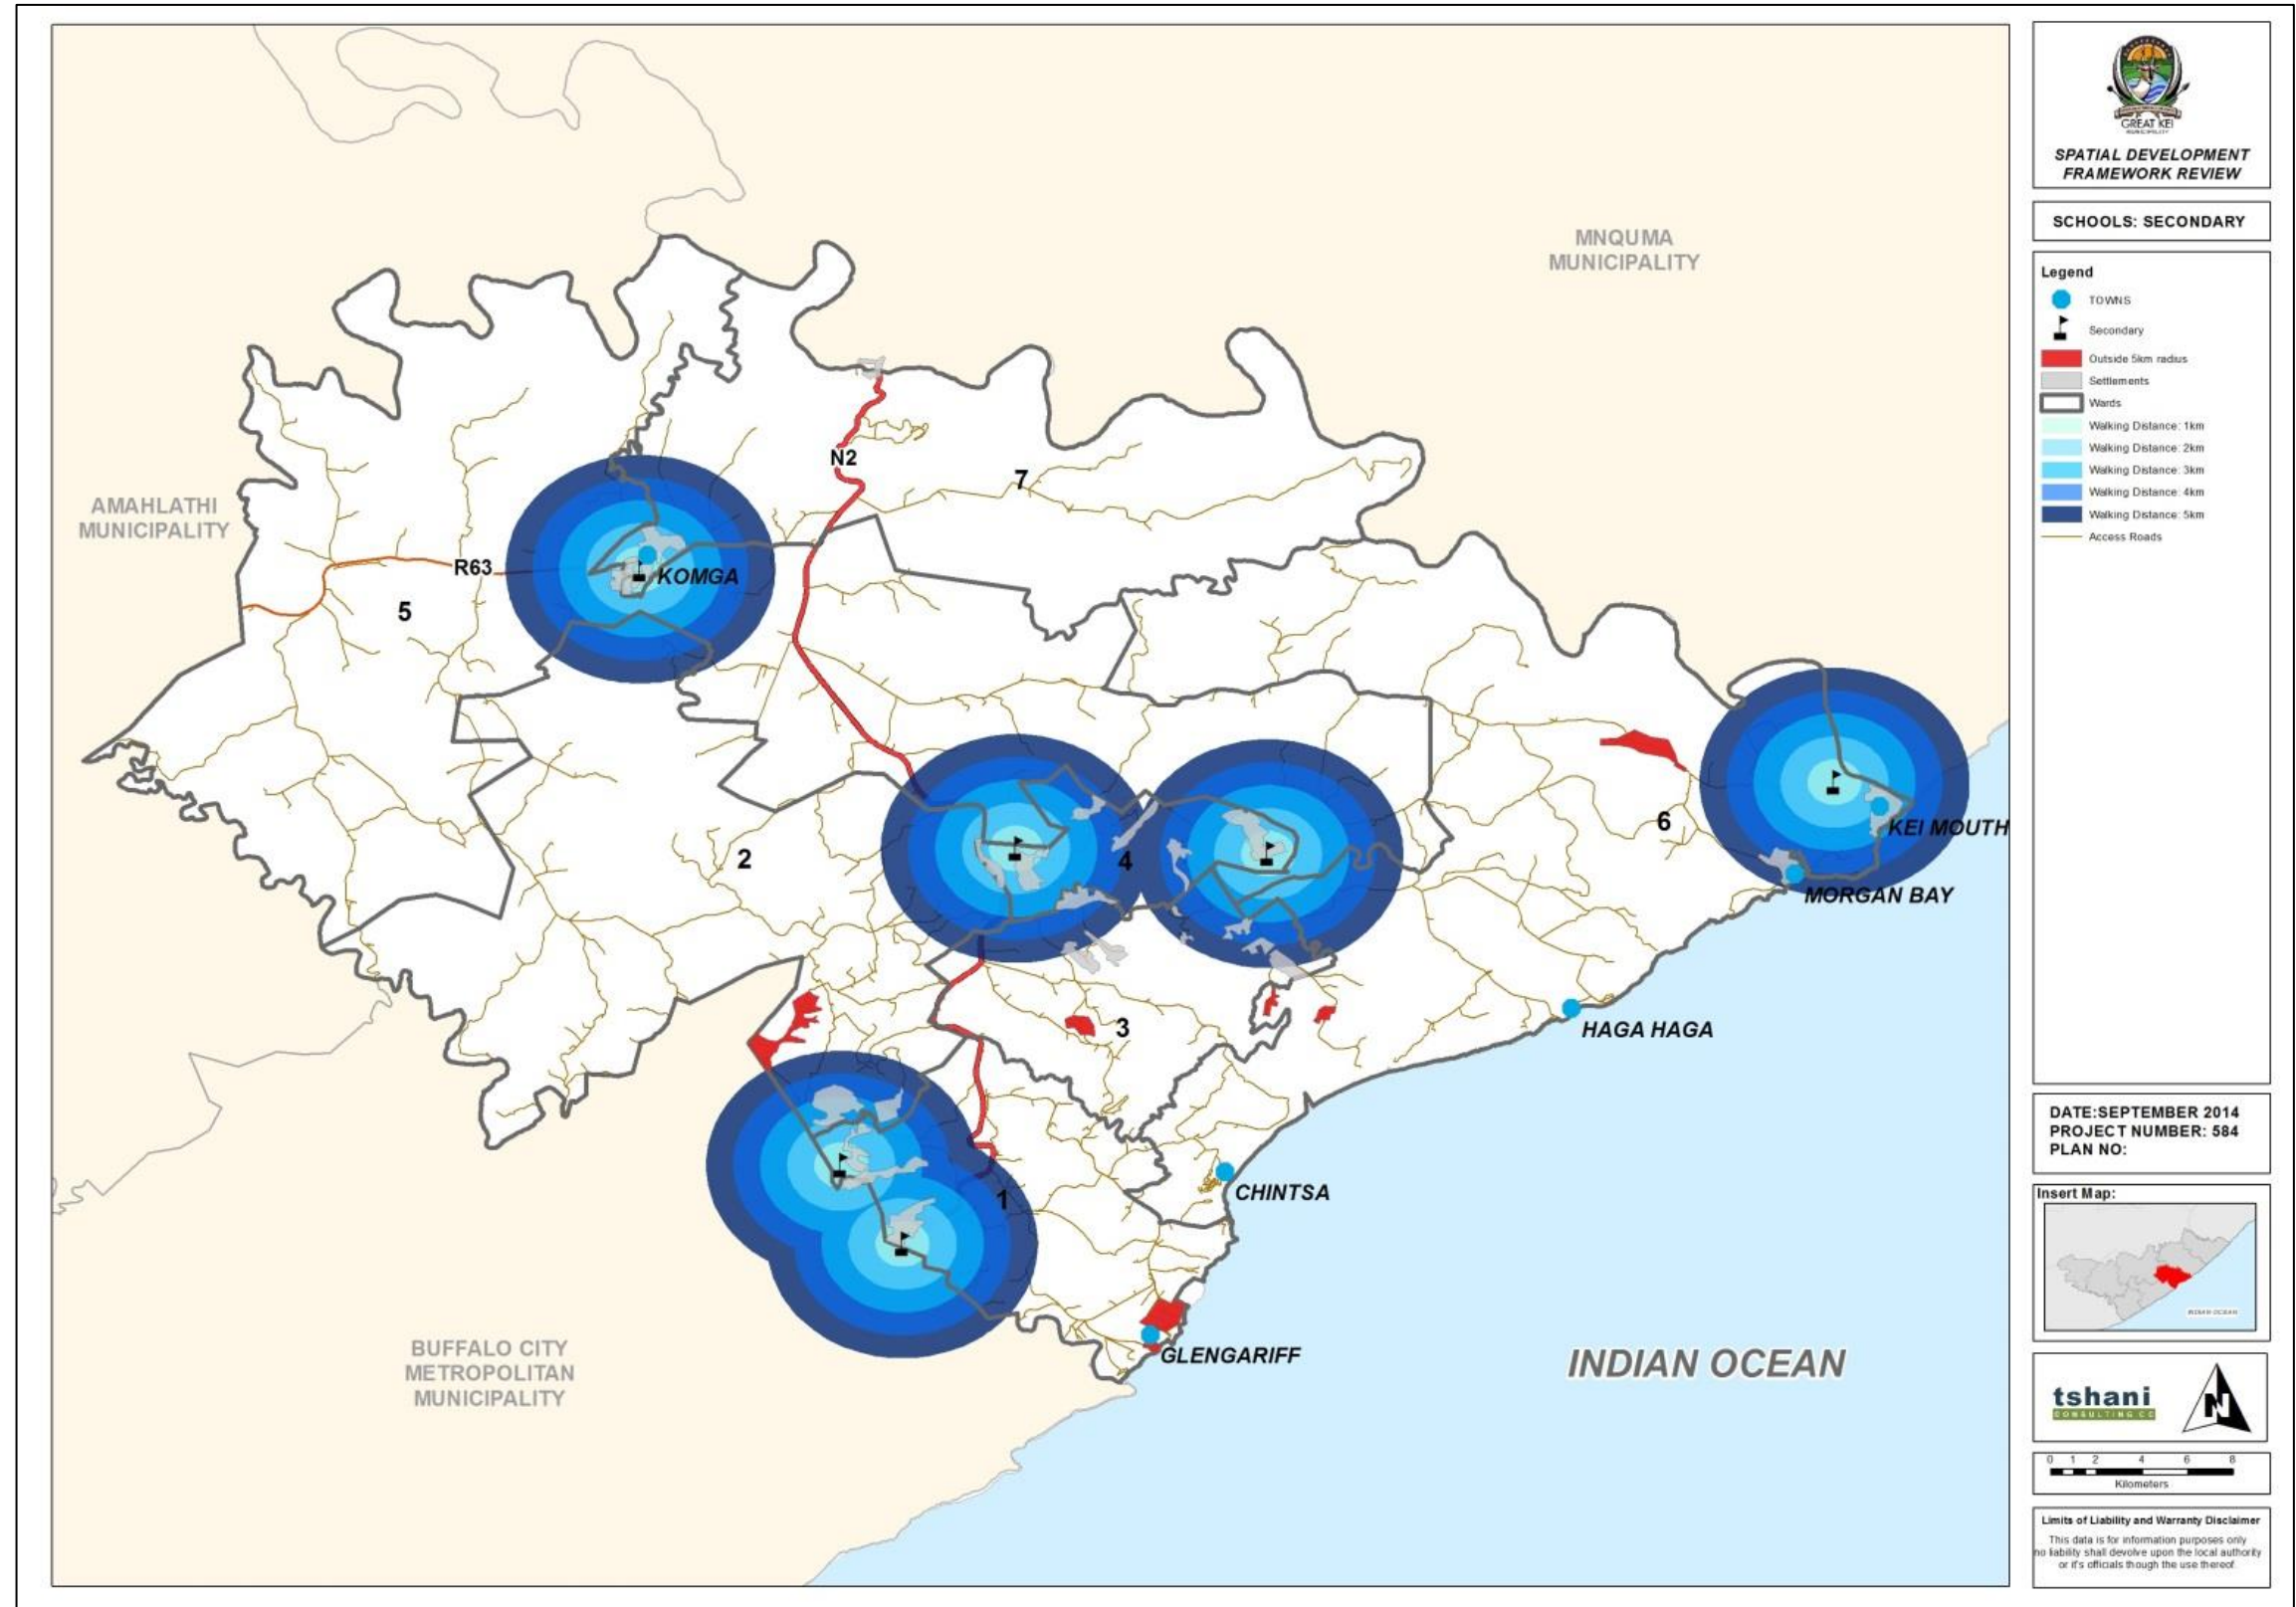 MNQUMA
MUNICIPALITY
AMAHLATHI
MUNICIPALITY
N2
7
R63
KOMGA
5
6
KEI MOUTH
2
4
MORGAN BAY
3
HAGA HAGA
1
CHINTSA
BUFFALO CITY
METROPOLITAN
MUNICIPALITY
GLENGARIFF
INDIAN OCEAN
GREAT KEI
MUNICIPALITY
SPATIAL DEVELOPMENT
FRAMEWORK REVIEW
SCHOOLS: SECONDARY
Legend
TOWNS
Secondary
Outside 5km radius
Settlements
Wards
Walking Distance: 1km
Walking Distance: 2km
Walking Distance: 3km
Walking Distance: 4km
Walking Distance: 5km
Access Roads
DATE:SEPTEMBER 2014
PROJECT NUMBER: 584
PLAN NO:
Insert Map:
INDIAN OCEAN
tshani
CONSULTING CC
N
0 1 2 4 6 8
Kilometers
Limits of Liability and Warranty Disclaimer
This data is for information purposes only
no liability shall devolve upon the local authority
or it's officials though the use thereof.